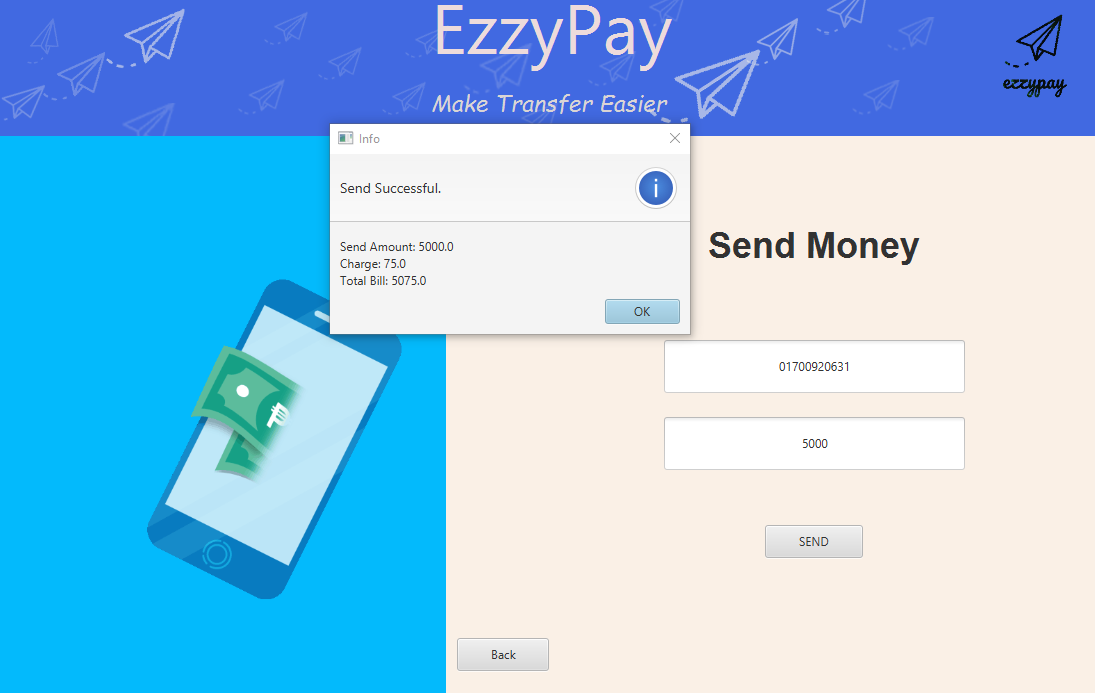 EzzyPay
Make Transfer Easier
ezzypay
Info
Send Successful.
i
Send Amount: 5000.0
Charge: 75.0
Total Bill: 5075.0
OK
Send Money
01700920631
5000
SEND
Back